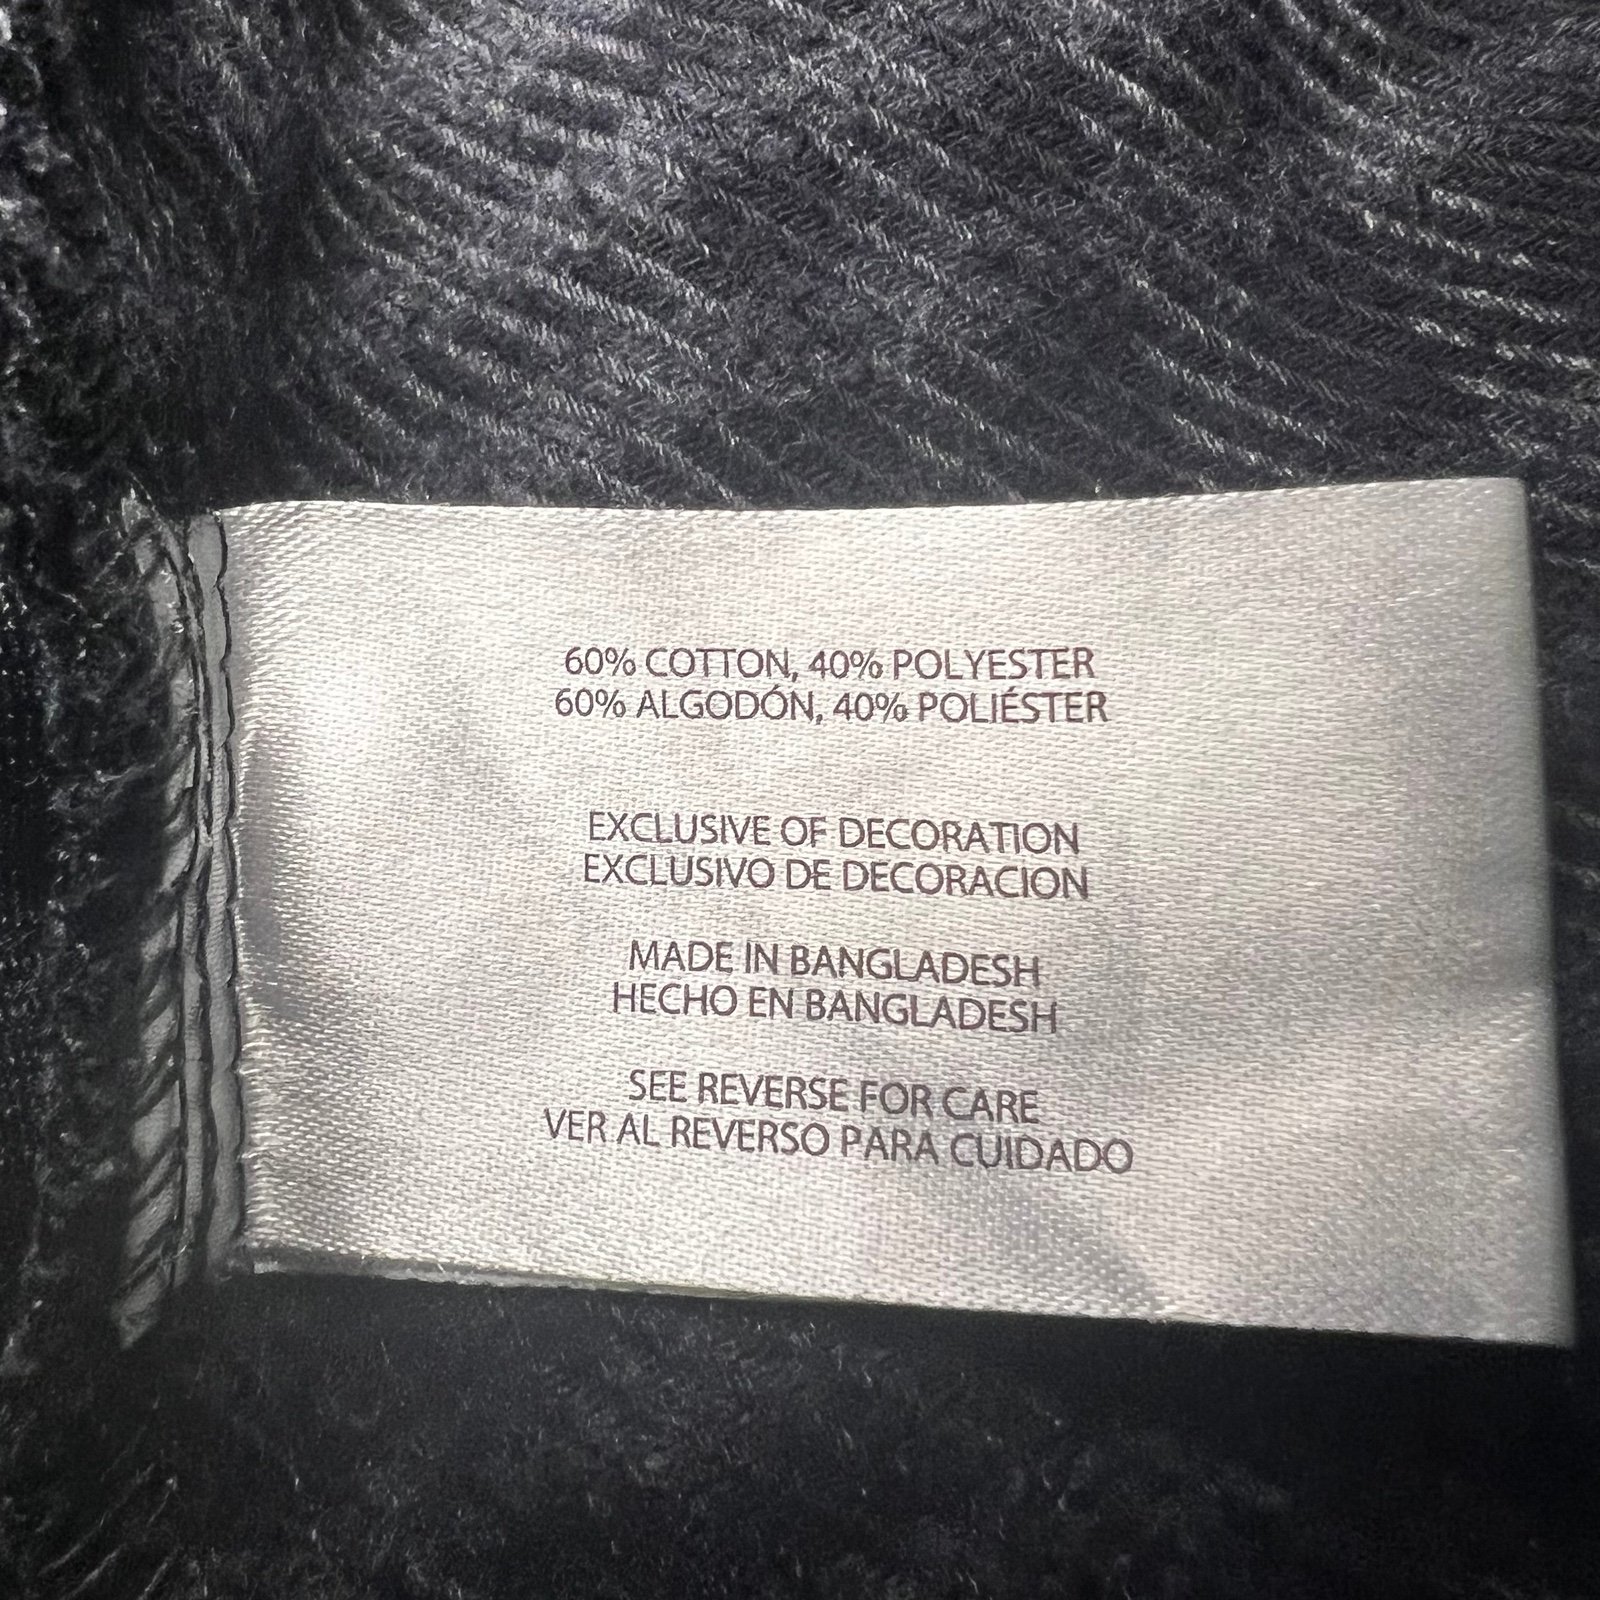 60% COTTON, 40% POLYESTER
60% ALGODÓN, 40% POLIÉSTER
EXCLUSIVE OF DECORATION
EXCLUSIVO DE DECORACION
MADE IN BANGLADESH
HECHO EN BANGLADESH
SEE REVERSE FOR CARE
VER AL REVERSO PARA CUIDADO